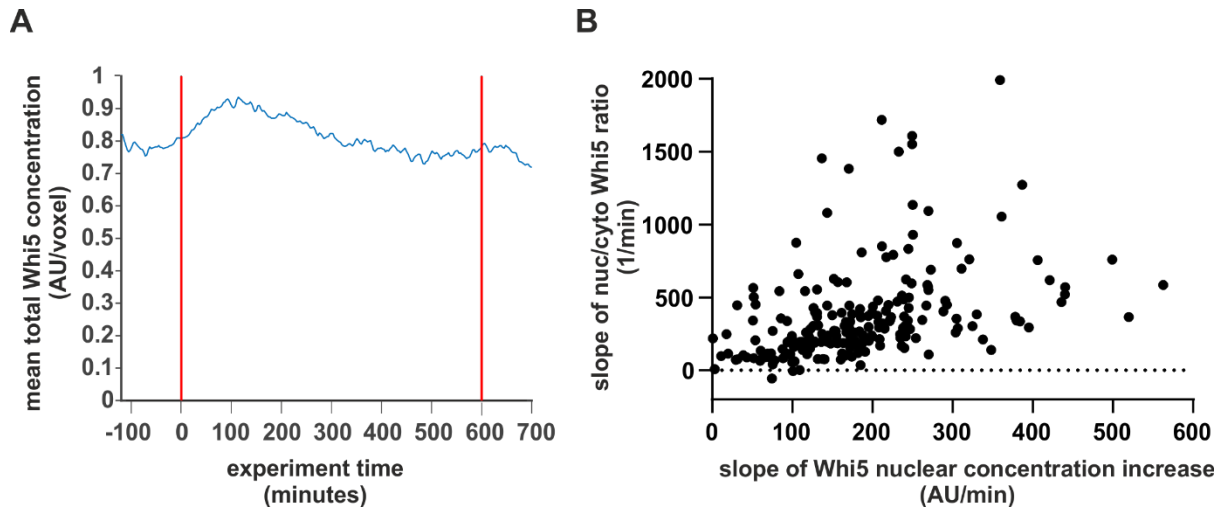 A
mean total Whi5 concentration
(AU/voxel)
1
0.9
0.8
0.7
0.6
0.5
0.4
0.3
0.2
0.1
0
-100 0 100 200 300 400 500 600 700
experiment time
(minutes)
B
slope of nuc/cyto Whi5 ratio
(1/min)
2000
1500
1000
500
0
0 100 200 300 400 500 600
slope of Whi5 nuclear concentration increase
(AU/min)